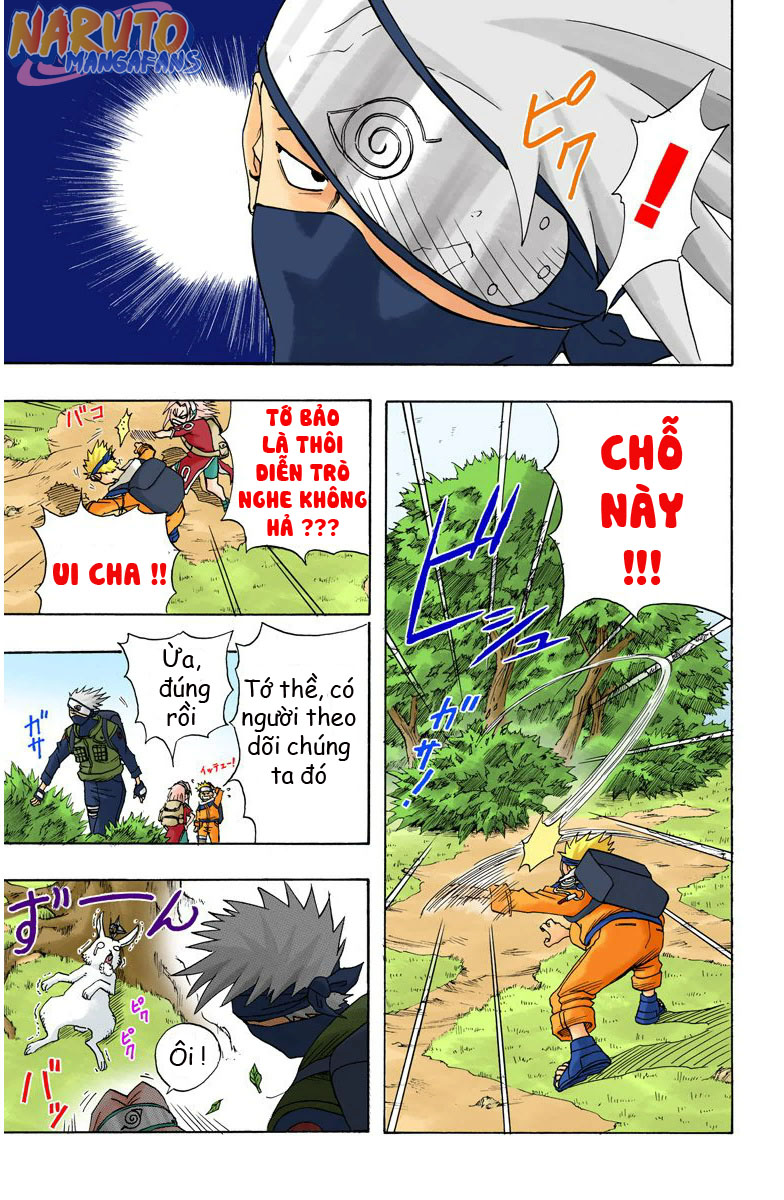 NARUTO
MANGAFANS
ピク
!
CHỖ
NÀY
!!!
ビシュ
ガサ!
TỚ BẢO
LÀ THÔI
DIỄN TRÒ
NGHE KHÔNG
HẢ ???
バコ
UI CHA !!
Tớ thề, có
người theo
dõi chúng
ta đó
Ừa,
đúng
rồi
イッテェー!
ガサ
ずーーん
ピク
ピク
バッ
Ôi !